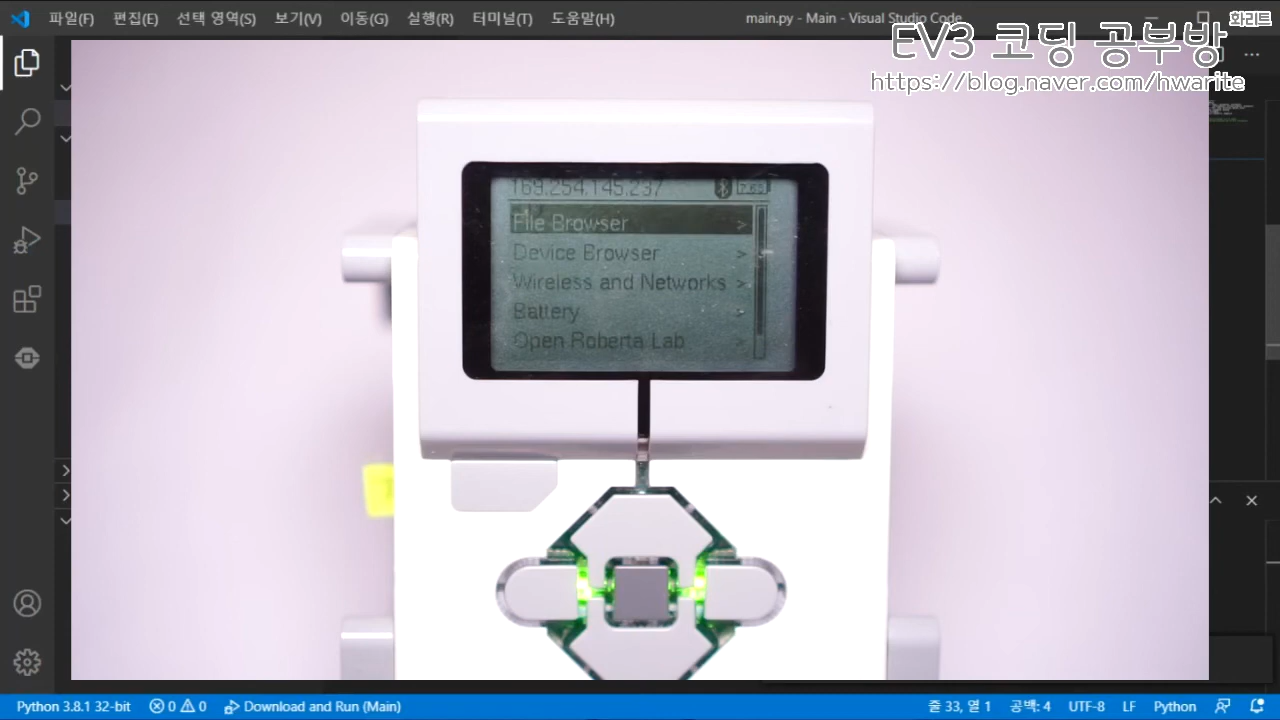 파일(F) 편집(E) 선택 영역(S) 보기(V) 이동(G) 실행(R) 터미널(T) 도움말(H) main.py - Main - Visual Studio Code
화리트
EV3 코딩 공부방
https://blog.naver.com/hwarite
169.254.145.237 7.63
File Browser >
Device Browser >
Wireless and Networks >
Battery >
Open Roberta Lab >
Python 3.8.1 32-bit 0 0 Download and Run (Main) 줄 33, 열 1 공백: 4 UTF-8 LF Python